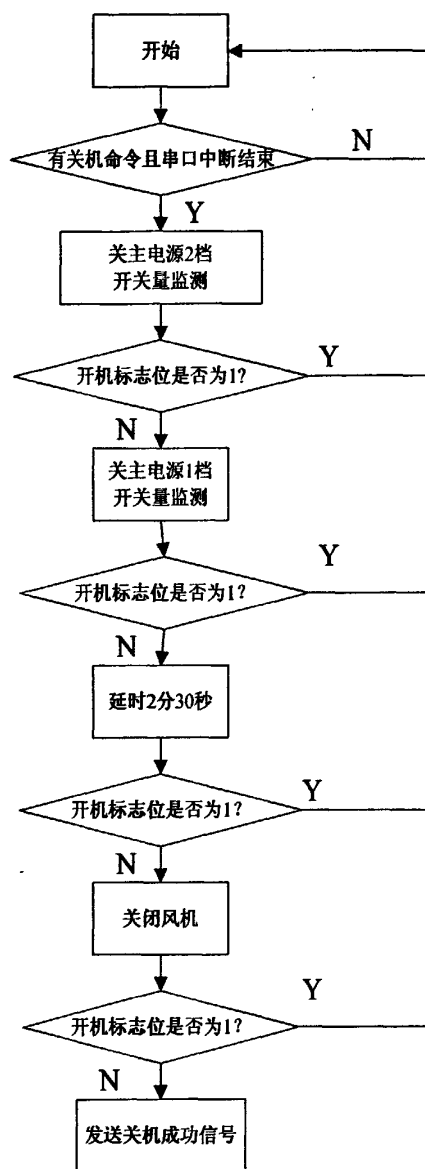 开始
有关机命令且串口中断结束
N
Y
关主电源2档
开关量监测
开机标志位是否为1?
Y
N
关主电源1档
开关量监测
Y
开机标志位是否为1?
N
延时2分30秒
开机标志位是否为1?
Y
N
关闭风机
Y
开机标志位是否为1?
N
发送关机成功信号